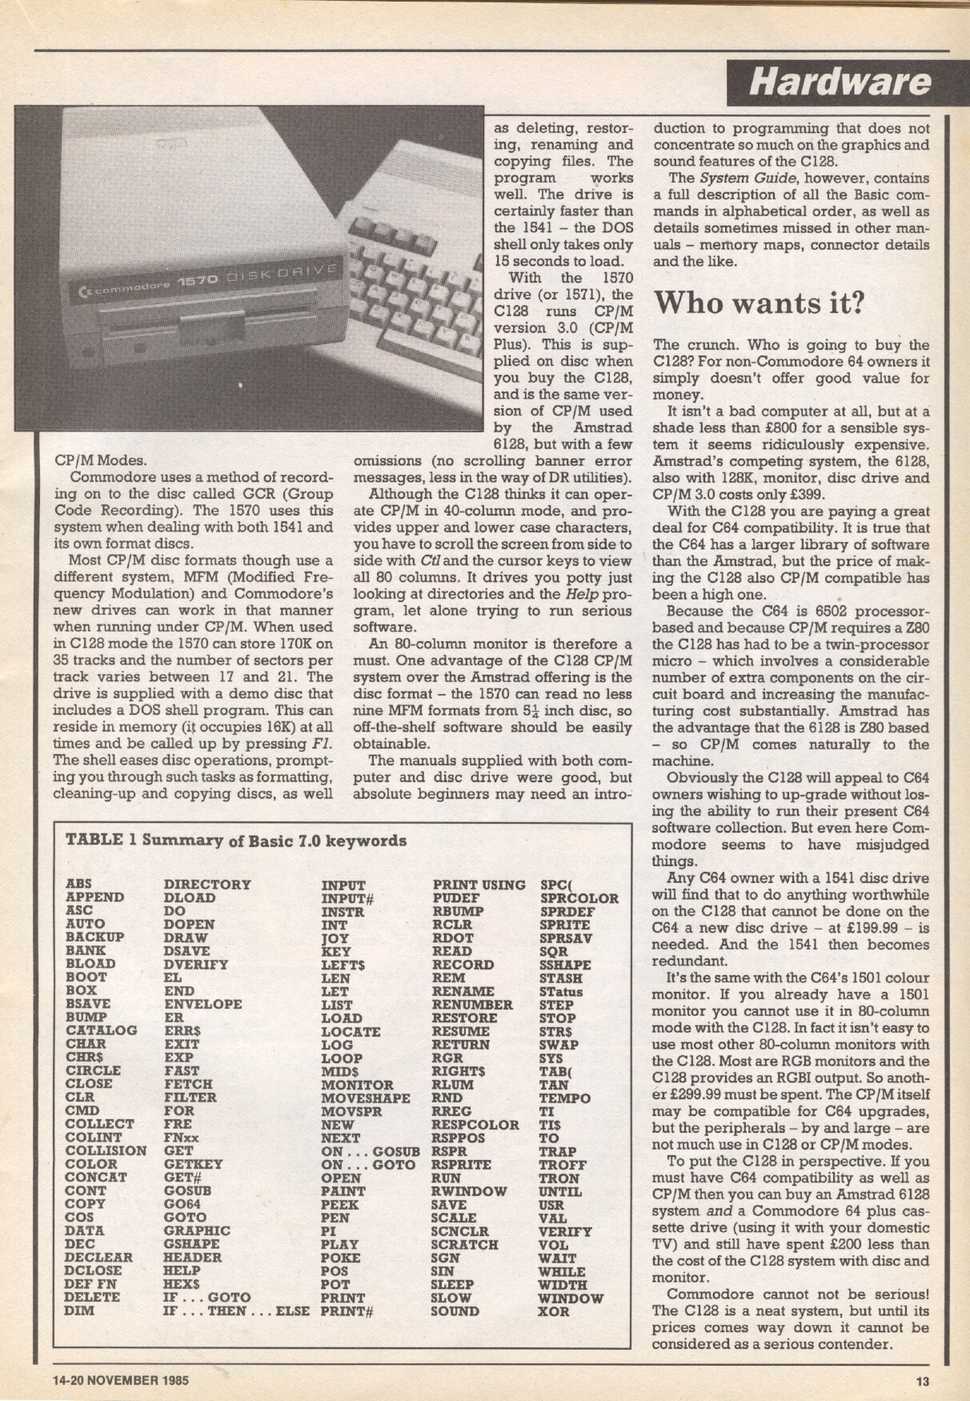 Hardware
commodore 1570 DISK DRIVE
CP/M Modes.
Commodore uses a method of record-
ing on to the disc called GCR (Group
Code Recording). The 1570 uses this
system when dealing with both 1541 and
its own format discs.
Most CP/M disc formats though use a
different system, MFM (Modified Fre-
quency Modulation) and Commodore's
new drives can work in that manner
when running under CP/M. When used
in C128 mode the 1570 can store 170K on
35 tracks and the number of sectors per
track varies between 17 and 21. The
drive is supplied with a demo disc that
includes a DOS shell program. This can
reside in memory (it occupies 16K) at all
times and be called up by pressing F1.
The shell eases disc operations, prompt-
ing you through such tasks as formatting,
cleaning-up and copying discs, as well
as deleting, restor-
ing, renaming and
copying files. The
program works
well. The drive is
certainly faster than
the 1541 – the DOS
shell only takes only
15 seconds to load.
With the 1570
drive (or 1571), the
C128 runs CP/M
version 3.0 (CP/M
Plus). This is sup-
plied on disc when
you buy the C128,
and is the same ver-
sion of CP/M used
by the Amstrad
6128, but with a few
omissions (no scrolling banner error
messages, less in the way of DR utilities).
Although the C128 thinks it can oper-
ate CP/M in 40-column mode, and pro-
vides upper and lower case characters,
you have to scroll the screen from side to
side with Ctl and the cursor keys to view
all 80 columns. It drives you potty just
looking at directories and the Help pro-
gram, let alone trying to run serious
software.
An 80-column monitor is therefore a
must. One advantage of the C128 CP/M
system over the Amstrad offering is the
disc format – the 1570 can read no less
nine MFM formats from 5¼ inch disc, so
off-the-shelf software should be easily
obtainable.
The manuals supplied with both com-
puter and disc drive were good, but
absolute beginners may need an intro-
duction to programming that does not
concentrate so much on the graphics and
sound features of the C128.
The System Guide, however, contains
a full description of all the Basic com-
mands in alphabetical order, as well as
details sometimes missed in other man-
uals – memory maps, connector details
and the like.
Who wants it?
The crunch. Who is going to buy the
C128? For non-Commodore 64 owners it
simply doesn't offer good value for
money.
It isn't a bad computer at all, but at a
shade less than £800 for a sensible sys-
tem it seems ridiculously expensive.
Amstrad's competing system, the 6128,
also with 128K, monitor, disc drive and
CP/M 3.0 costs only £399.
With the C128 you are paying a great
deal for C64 compatibility. It is true that
the C64 has a larger library of software
than the Amstrad, but the price of mak-
ing the C128 also CP/M compatible has
been a high one.
Because the C64 is 6502 processor-
based and because CP/M requires a Z80
the C128 has had to be a twin-processor
micro – which involves a considerable
number of extra components on the cir-
cuit board and increasing the manufac-
turing cost substantially. Amstrad has
the advantage that the 6128 is Z80 based
– so CP/M comes naturally to the
machine.
Obviously the C128 will appeal to C64
owners wishing to up-grade without los-
ing the ability to run their present C64
software collection. But even here Com-
modore seems to have misjudged
things.
Any C64 owner with a 1541 disc drive
will find that to do anything worthwhile
on the C128 that cannot be done on the
C64 a new disc drive – at £199.99 – is
needed. And the 1541 then becomes
redundant.
It's the same with the C64's 1501 colour
monitor. If you already have a 1501
monitor you cannot use it in 80-column
mode with the C128. In fact it isn't easy to
use most other 80-column monitors with
the C128. Most are RGB monitors and the
C128 provides an RGBI output. So anoth-
er £299.99 must be spent. The CP/M itself
may be compatible for C64 upgrades,
but the peripherals – by and large – are
not much use in C128 or CP/M modes.
To put the C128 in perspective. If you
must have C64 compatibility as well as
CP/M then you can buy an Amstrad 6128
system and a Commodore 64 plus cas-
sette drive (using it with your domestic
TV) and still have spent £200 less than
the cost of the C128 system with disc and
monitor.
Commodore cannot not be serious!
The C128 is a neat system, but until its
prices comes way down it cannot be
considered as a serious contender.
TABLE 1 Summary of Basic 7.0 keywords
ABS DIRECTORY INPUT PRINT USING SPC(
APPEND DLOAD INPUT# PUDEF SPRCOLOR
ASC DO INSTR RBUMP SPRDEF
AUTO DOPEN INT RCLR SPRITE
BACKUP DRAW JOY RDOT SPRSAV
BANK DSAVE KEY READ SQR
BLOAD DVERIFY LEFT$ RECORD SSHAPE
BOOT EL LEN REM STASH
BOX END LET RENAME STatus
BSAVE ENVELOPE LIST RENUMBER STEP
BUMP ER LOAD RESTORE STOP
CATALOG ERR$ LOCATE RESUME STR$
CHAR EXIT LOG RETURN SWAP
CHR$ EXP LOOP RGR SYS
CIRCLE FAST MID$ RIGHT$ TAB(
CLOSE FETCH MONITOR RLUM TAN
CLR FILTER MOVESHAPE RND TEMPO
CMD FOR MOVSPR RREG TI
COLLECT FRE NEW RESPCOLOR TI$
COLINT FNxx NEXT RSPPOS TO
COLLISION GET ON . . . GOSUB RSPR TRAP
COLOR GETKEY ON . . . GOTO RSPRITE TROFF
CONCAT GET# OPEN RUN TRON
CONT GOSUB PAINT RWINDOW UNTIL
COPY GO64 PEEK SAVE USR
COS GOTO PEN SCALE VAL
DATA GRAPHIC PI SCNCLR VERIFY
DEC GSHAPE PLAY SCRATCH VOL
DECLEAR HEADER POKE SGN WAIT
DCLOSE HELP POS SIN WHILE
DEF FN HEX$ POT SLEEP WIDTH
DELETE IF . . . GOTO PRINT SLOW WINDOW
DIM IF . . . THEN . . . ELSE PRINT# SOUND XOR
14-20 NOVEMBER 1985
13